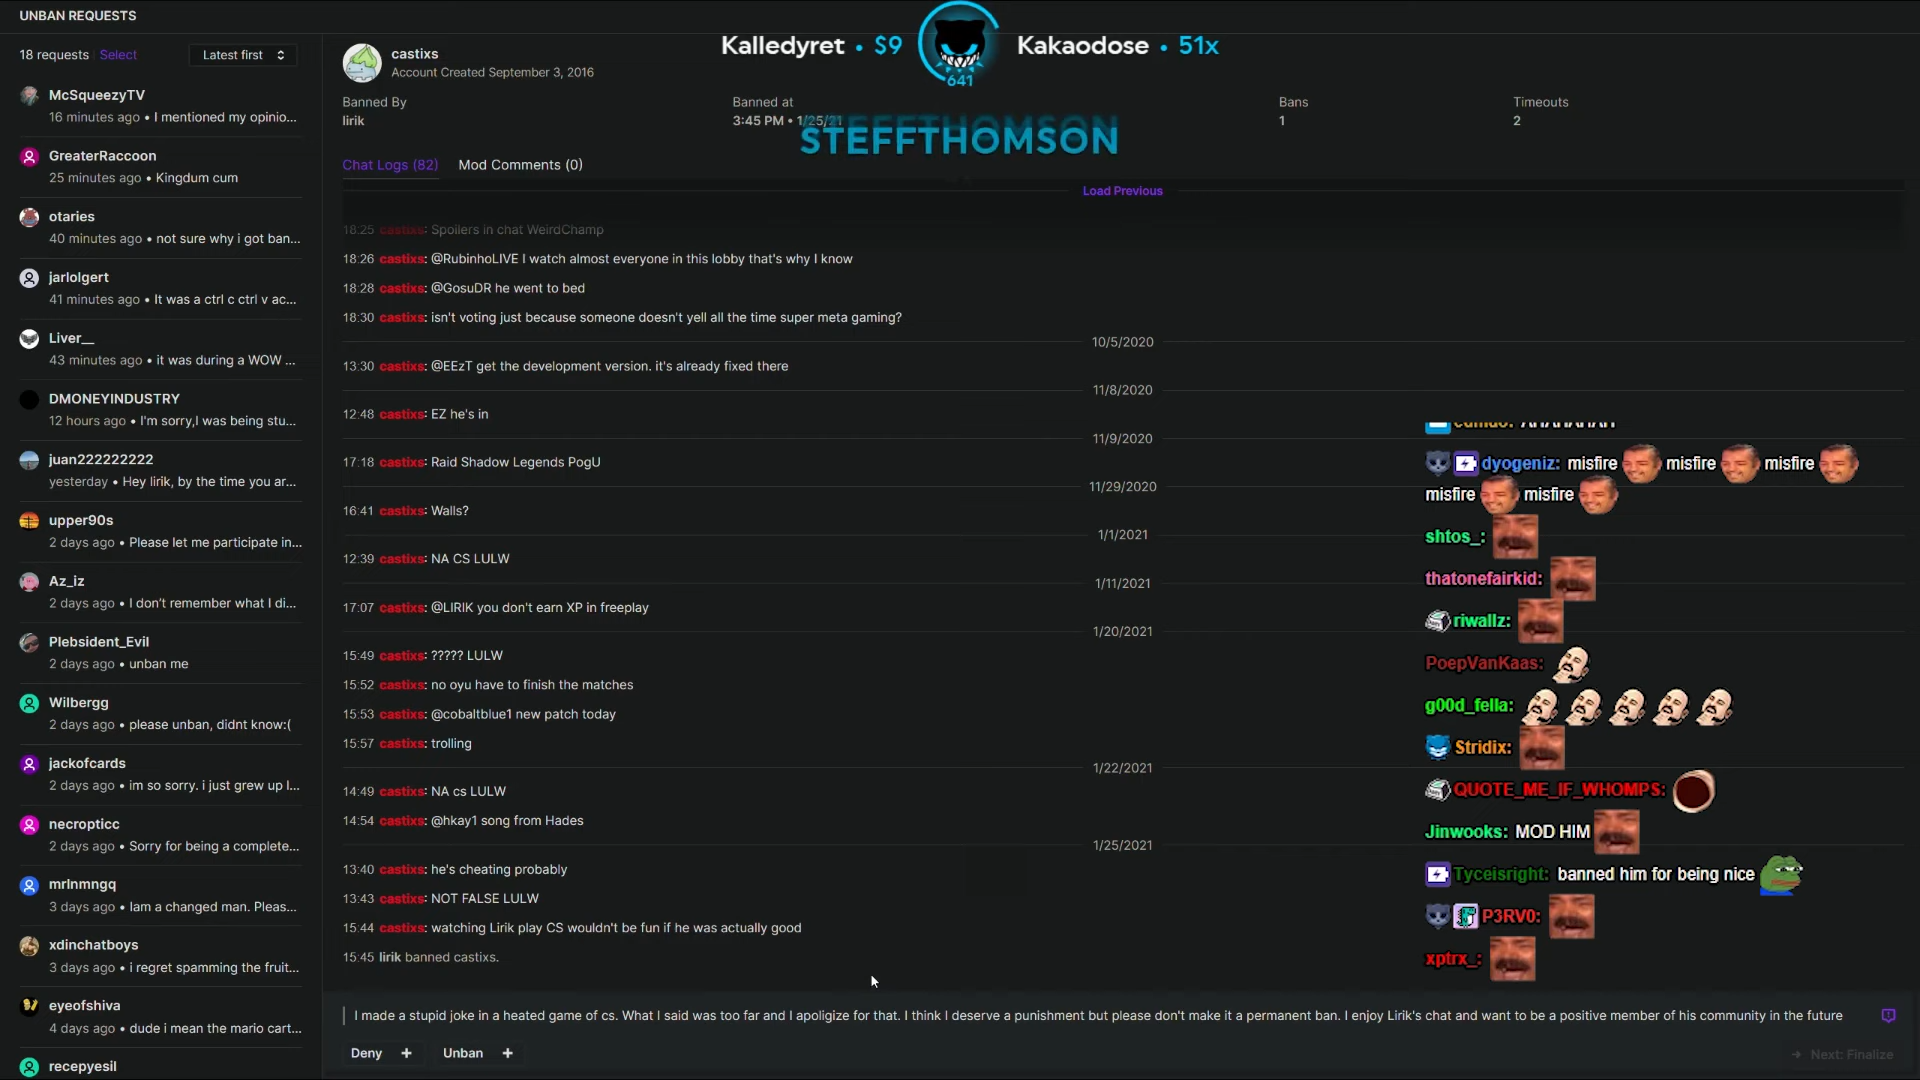 UNBAN REQUESTS
18 requests Select Latest first
McSqueezyTV
16 minutes ago • I mentioned my opinio...
GreaterRaccoon
25 minutes ago • Kingdum cum
otaries
40 minutes ago • not sure why i got ban...
jarlolgert
41 minutes ago • It was a ctrl c ctrl v ac...
Liver__
43 minutes ago • it was during a WOW ...
DMONEYINDUSTRY
12 hours ago • I'm sorry,I was being stu...
juan222222222
yesterday • Hey lirik, by the time you ar...
upper90s
2 days ago • Please let me participate in...
Az_iz
2 days ago • I don't remember what I di...
Plebsident_Evil
2 days ago • unban me
Wilbergg
2 days ago • please unban, didnt know:(
jackofcards
2 days ago • im so sorry. i just grew up l...
necropticc
2 days ago • Sorry for being a complete...
mrlnmngq
3 days ago • Iam a changed man. Pleas...
xdinchatboys
3 days ago • i regret spamming the fruit...
eyeofshiva
4 days ago • dude i mean the mario cart...
recepyesil
castixs
Account Created September 3, 2016
Kalledyret • $9
641
Kakaodose • 51x
Banned By
lirik
Banned at
3:45 PM • 1/25/21
Bans
1
Timeouts
2
STEFFTHOMSON
Chat Logs (82) Mod Comments (0)
Load Previous
18:25 castixs: Spoilers in chat WeirdChamp
18:26 castixs: @RubinhoLIVE I watch almost everyone in this lobby that's why I know
18:28 castixs: @GosuDR he went to bed
18:30 castixs: isn't voting just because someone doesn't yell all the time super meta gaming?
10/5/2020
13:30 castixs: @EEzT get the development version. it's already fixed there
11/8/2020
12:48 castixs: EZ he's in
11/9/2020
17:18 castixs: Raid Shadow Legends PogU
11/29/2020
16:41 castixs: Walls?
1/1/2021
12:39 castixs: NA CS LULW
1/11/2021
17:07 castixs: @LIRIK you don't earn XP in freeplay
1/20/2021
15:49 castixs: ????? LULW
15:52 castixs: no oyu have to finish the matches
15:53 castixs: @cobaltblue1 new patch today
15:57 castixs: trolling
1/22/2021
14:49 castixs: NA cs LULW
14:54 castixs: @hkay1 song from Hades
1/25/2021
13:40 castixs: he's cheating probably
13:43 castixs: NOT FALSE LULW
15:44 castixs: watching Lirik play CS wouldn't be fun if he was actually good
15:45 lirik banned castixs.
dyogeniz: misfire misfire misfire
misfire misfire
shtos_:
thatonefairkid:
riwallz:
PoepVanKaas:
g00d_fella:
Stridix:
QUOTE_ME_IF_WHOMPS:
Jinwooks: MOD HIM
Tyceisright: banned him for being nice
P3RV0:
xptrx_:
I made a stupid joke in a heated game of cs. What I said was too far and I apoligize for that. I think I deserve a punishment but please don't make it a permanent ban. I enjoy Lirik's chat and want to be a positive member of his community in the future
Deny + Unban +
→ Next: Finalize